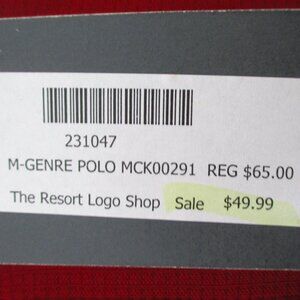 231047
M-GENRE POLO MCK00291 REG $65.00
The Resort Logo Shop Sale $49.99